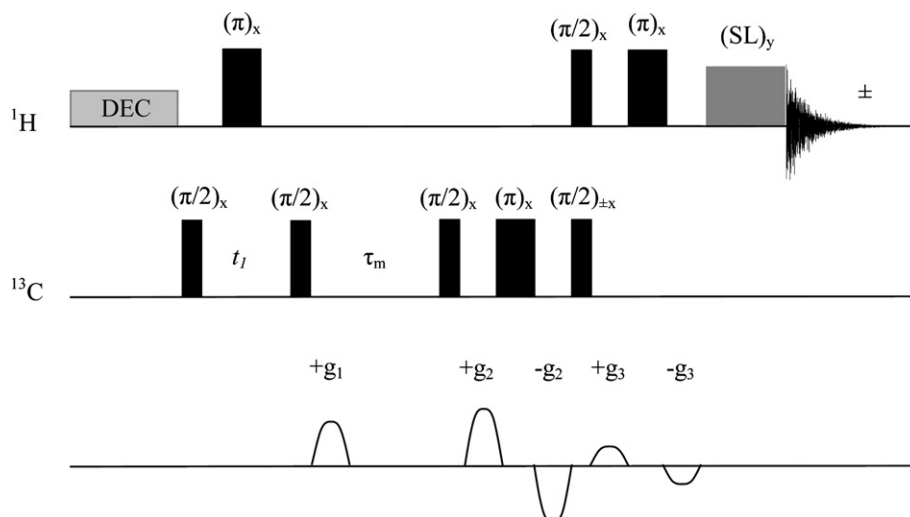 (π)ₓ (π/2)ₓ (π)ₓ (SL)y
DEC ±
¹H
(π/2)ₓ (π/2)ₓ (π/2)ₓ (π)ₓ (π/2)±ₓ
t₁ τₘ
¹³C
+g₁ +g₂ -g₂ +g₃ -g₃